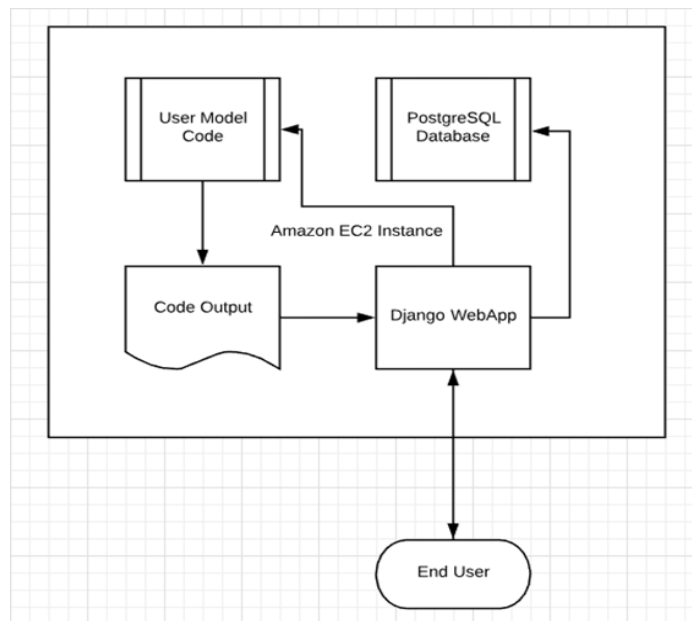 User Model
Code
PostgreSQL
Database
Amazon EC2 Instance
Code Output
Django WebApp
End User